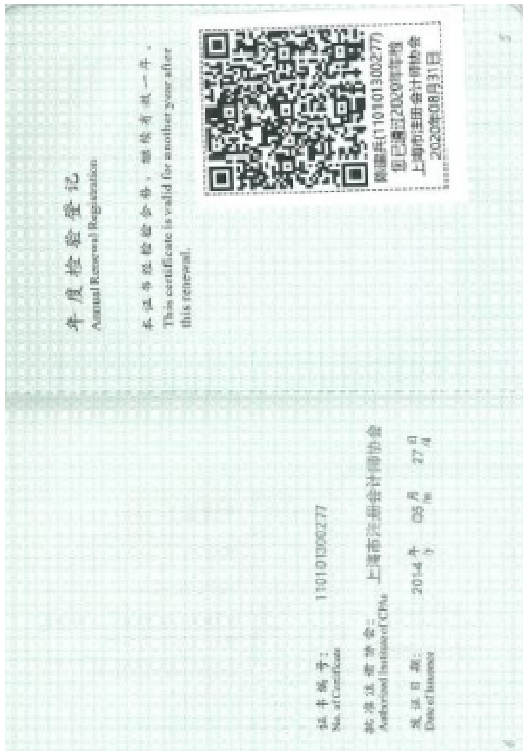 年度检验登记
Annual Renewal Registration
本证书经检验合格，继续有效一年。
This certificate is valid for another year after
this renewal.
(110101300277)
您已通过2020年年检
上海市注册会计师协会
2020年08月31日
5
证书编号： 110101300277
No. of Certificate
批准注册协会： 上海市注册会计师协会
Authorized Institute of CPAs
发证日期： 2014 年 05 月 27 日
Date of Issuance /y /m /d